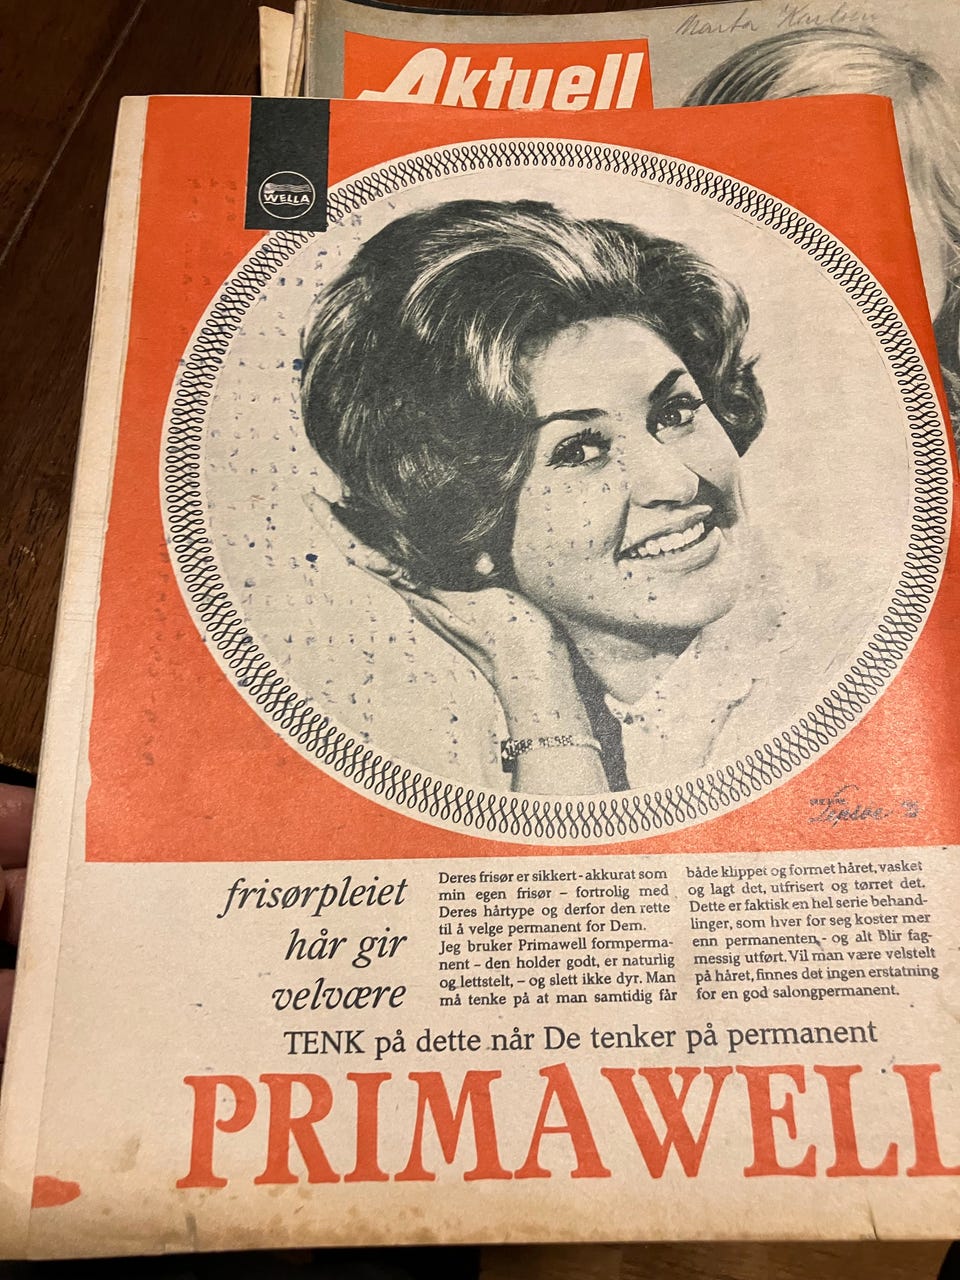 Marta Karlsen
Aktuell
WELLA
frisørpleiet
hår gir
velvære
Deres frisør er sikkert - akkurat som
min egen frisør – fortrolig med
Deres hårtype og derfor den rette
til å velge permanent for Dem.
Jeg bruker Primawell formperma-
nent – den holder godt, er naturlig
og lettstelt, – og slett ikke dyr. Man
må tenke på at man samtidig får
både klippet og formet håret, vasket
og lagt det, utfrisert og tørret det.
Dette er faktisk en hel serie behand-
linger, som hver for seg koster mer
enn permanenten, - og alt blir fag-
messig utført. Vil man være velstelt
på håret, finnes det ingen erstatning
for en god salongpermanent.
TENK på dette når De tenker på permanent
PRIMAWELL